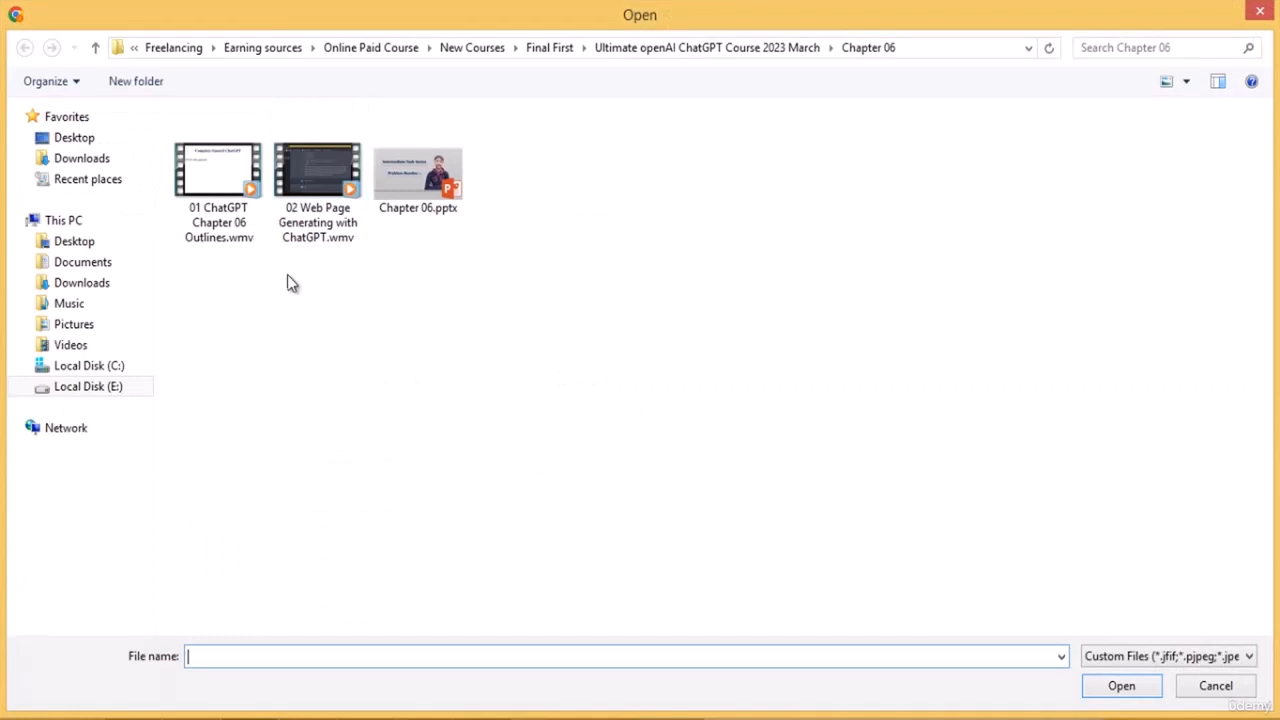 Open
« Freelancing Earning sources Online Paid Course New Courses Final First Ultimate openAI ChatGPT Course 2023 March Chapter 06
Search Chapter 06
Organize
New folder
Favorites
Desktop
Downloads
Recent places
This PC
Desktop
Documents
Downloads
Music
Pictures
Videos
Local Disk (C:)
Local Disk (E:)
Network
01 ChatGPT
Chapter 06
Outlines.wmv
02 Web Page
Generating with
ChatGPT.wmv
Chapter 06.pptx
File name:
Custom Files (*.jfif;*.pjpeg;*.jpe
Open
Cancel
ûdemy